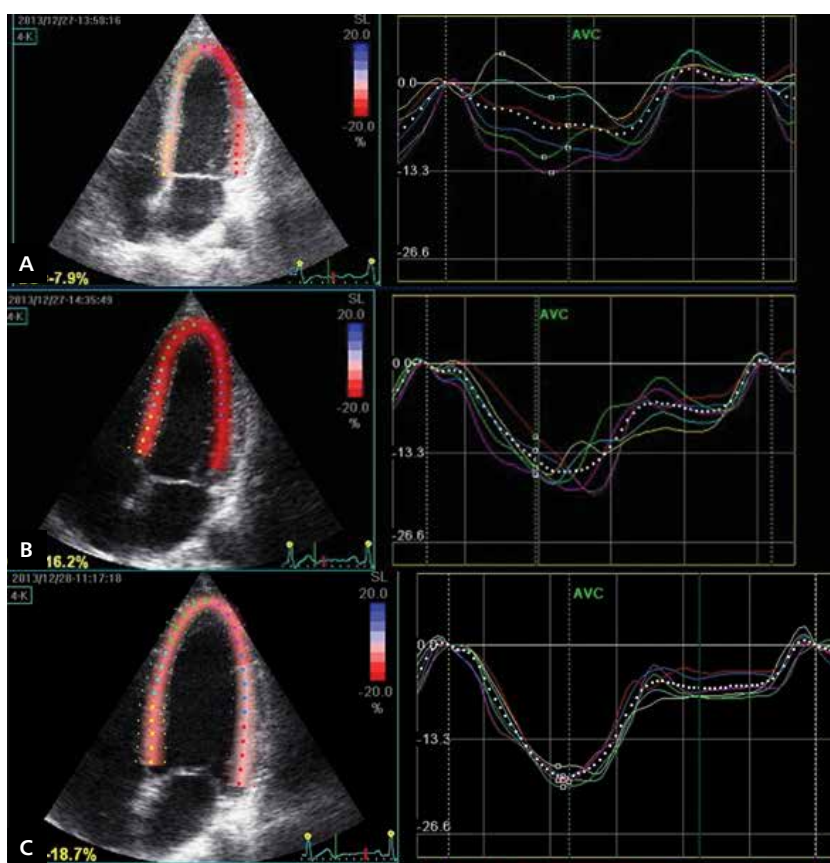 2013/12/27-13:58:16
4-K
SL
20.0
-20.0
%
A
-7.9%
AVC
0.0
-13.3
-26.6
2013/12/27-14:35:49
4-K
SL
20.0
-20.0
%
B
16.2%
AVC
0.0
-13.3
-26.6
2013/12/28-11:17:18
4-K
SL
20.0
-20.0
%
C
-18.7%
AVC
0.0
-13.3
-26.6